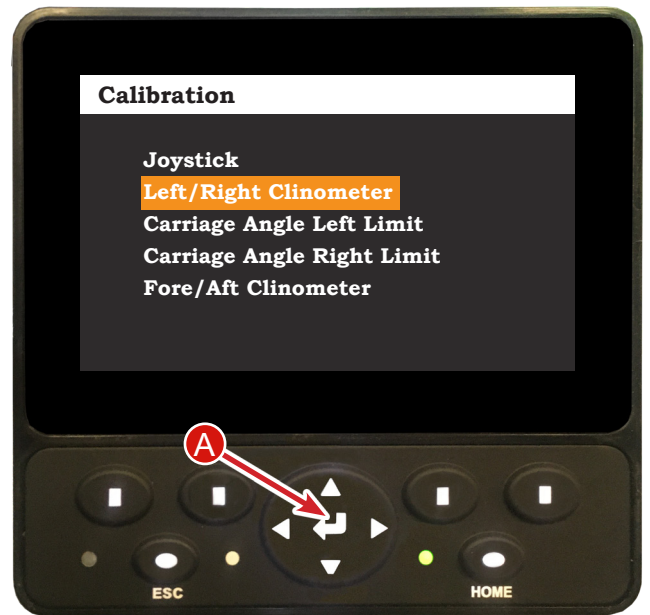 Calibration
Joystick
Left/Right Clinometer
Carriage Angle Left Limit
Carriage Angle Right Limit
Fore/Aft Clinometer
A
ESC
HOME